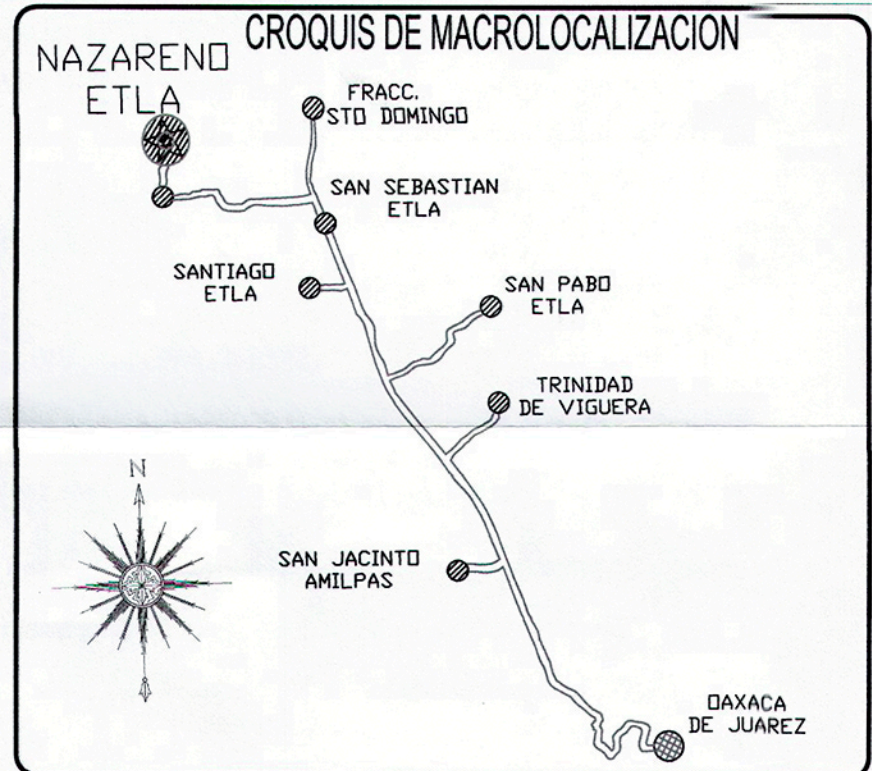 CROQUIS DE MACROLOCALIZACION
NAZARENO
ETLA
FRACC.
STO DOMINGO
SAN SEBASTIAN
ETLA
SANTIAGO
ETLA
SAN PABO
ETLA
TRINIDAD
DE VIGUERA
N
SAN JACINTO
AMILPAS
OAXACA
DE JUAREZ